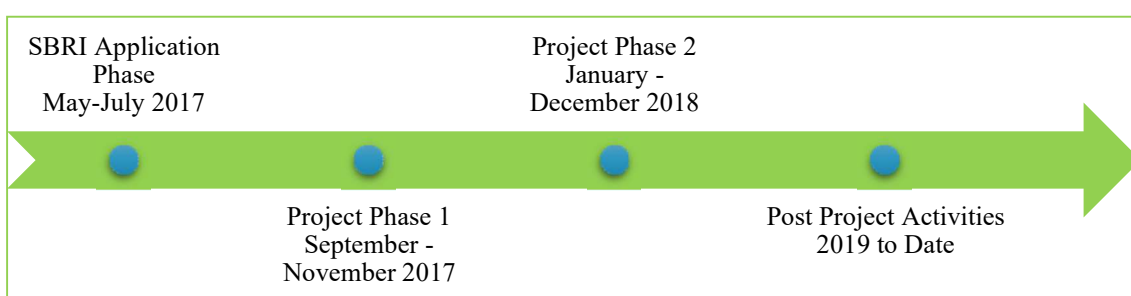 SBRI Application
Phase
May-July 2017
Project Phase 1
September -
November 2017
Project Phase 2
January -
December 2018
Post Project Activities
2019 to Date